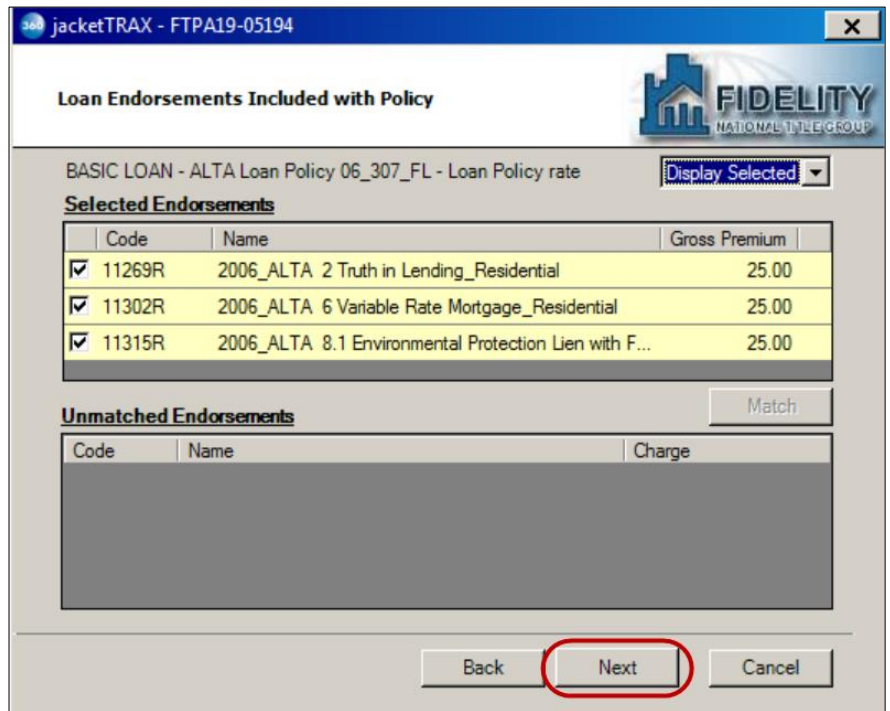 360 jacketTRAX - FTPA19-05194
Loan Endorsements Included with Policy
FIDELITY
NATIONAL TITLE GROUP
BASIC LOAN - ALTA Loan Policy 06_307_FL - Loan Policy rate Display Selected
Selected Endorsements
Code Name Gross Premium
11269R 2006_ALTA 2 Truth in Lending_Residential 25.00
11302R 2006_ALTA 6 Variable Rate Mortgage_Residential 25.00
11315R 2006_ALTA 8.1 Environmental Protection Lien with F... 25.00
Match
Unmatched Endorsements
Code Name Charge
Back Next Cancel